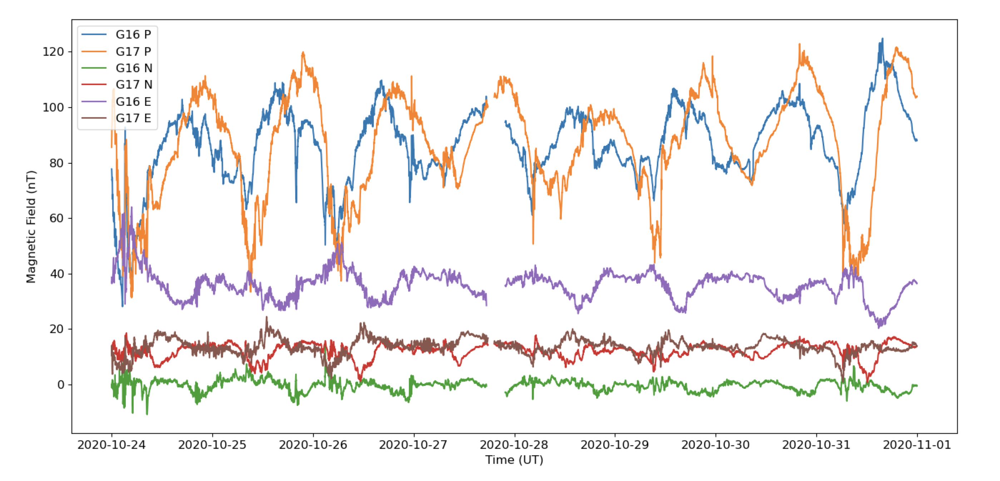 G16 P
G17 P
G16 N
G17 N
G16 E
G17 E
120
100
80
60
40
20
0
Magnetic Field (nT)
2020-10-24 2020-10-25 2020-10-26 2020-10-27 2020-10-28 2020-10-29 2020-10-30 2020-10-31 2020-11-01
Time (UT)